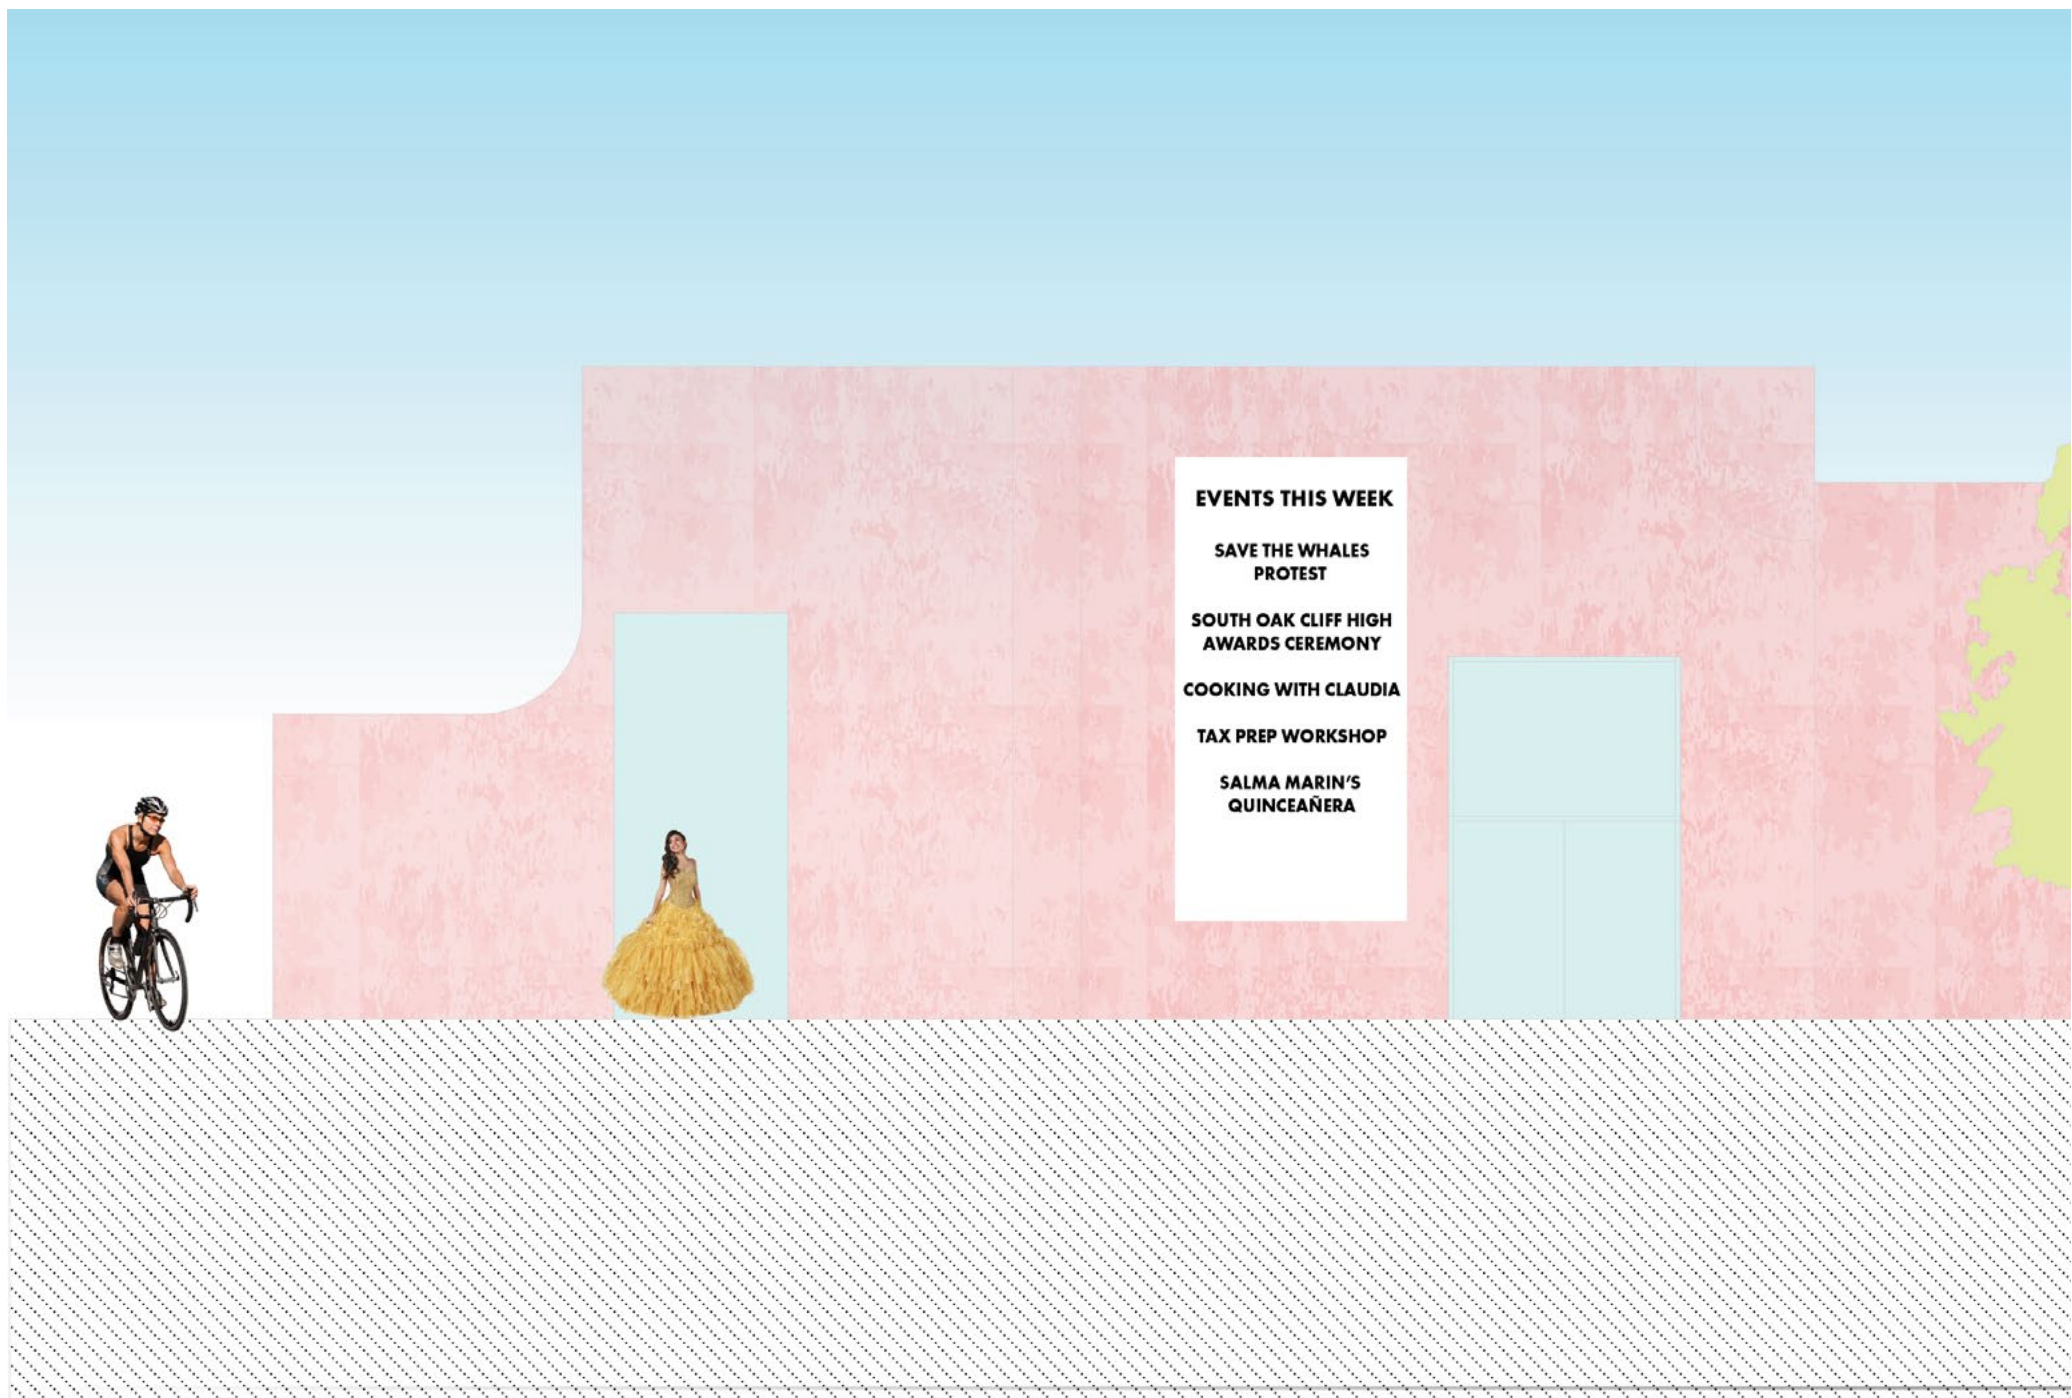 EVENTS THIS WEEK
SAVE THE WHALES
PROTEST
SOUTH OAK CLIFF HIGH
AWARDS CEREMONY
COOKING WITH CLAUDIA
TAX PREP WORKSHOP
SALMA MARIN'S
QUINCEAÑERA